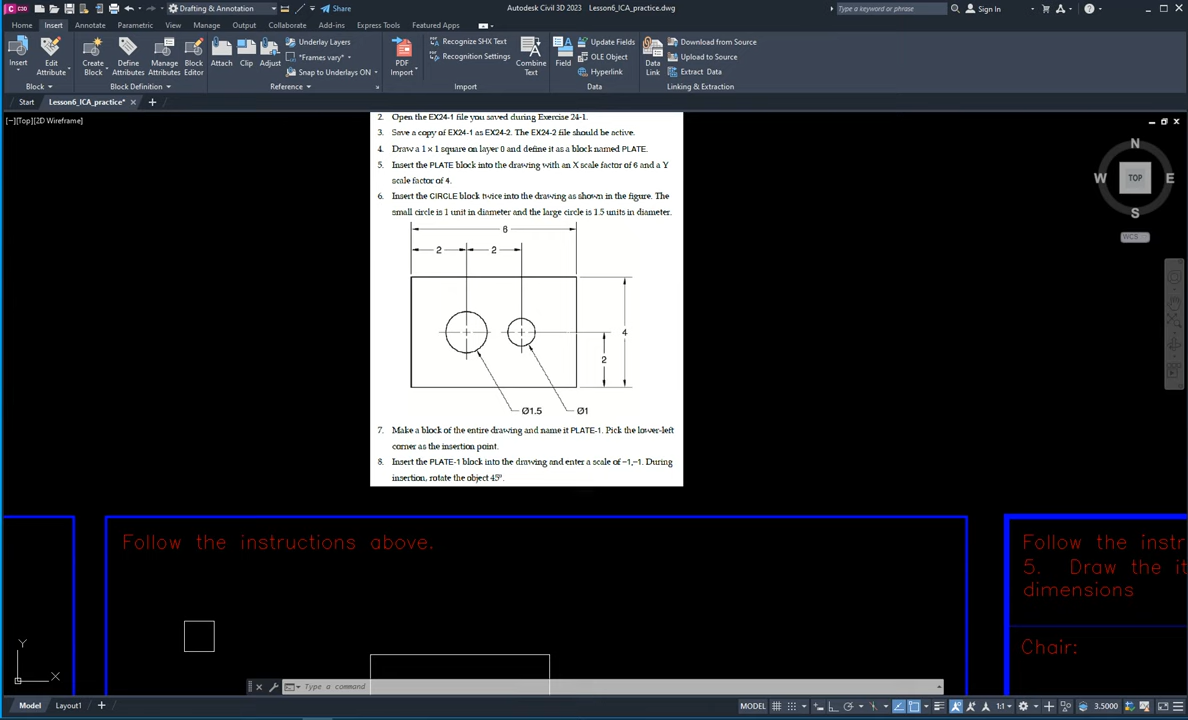 C3D
Drafting & Annotation
Share
Autodesk Civil 3D 2023
Lesson6_ICA_practice.dwg
Type a keyword or phrase
Sign In
Home
Insert
Annotate
Parametric
View
Manage
Output
Collaborate
Add-ins
Express Tools
Featured Apps
Insert
Edit
Attribute
Create
Block
Define
Attributes
Manage
Attributes
Block
Editor
Attach
Clip
Adjust
Underlay Layers
*Frames vary*
Snap to Underlays ON
PDF
Import
Recognize SHX Text
Recognition Settings
Combine
Text
Field
Update Fields
OLE Object
Hyperlink
Data
Link
Download from Source
Upload to Source
Extract Data
Block
Block Definition
Reference
Import
Data
Linking & Extraction
Start
Lesson6_ICA_practice*
[−][Top][2D Wireframe]
2. Open the EX24-1 file you saved during Exercise 24-1.
3. Save a copy of EX24-1 as EX24-2. The EX24-2 file should be active.
4. Draw a 1 × 1 square on layer 0 and define it as a block named PLATE.
5. Insert the PLATE block into the drawing with an X scale factor of 6 and a Y
scale factor of 4.
6. Insert the CIRCLE block twice into the drawing as shown in the figure. The
small circle is 1 unit in diameter and the large circle is 1.5 units in diameter.
6
2
2
4
2
Ø1.5
Ø1
7. Make a block of the entire drawing and name it PLATE-1. Pick the lower-left
corner as the insertion point.
8. Insert the PLATE-1 block into the drawing and enter a scale of −1,−1. During
insertion, rotate the object 45°.
N
W
TOP
E
S
WCS
Follow the instructions above.
Follow the instr
5. Draw the it
dimensions
Chair:
Y
X
Type a command
Model
Layout1
MODEL
1:1
3.5000